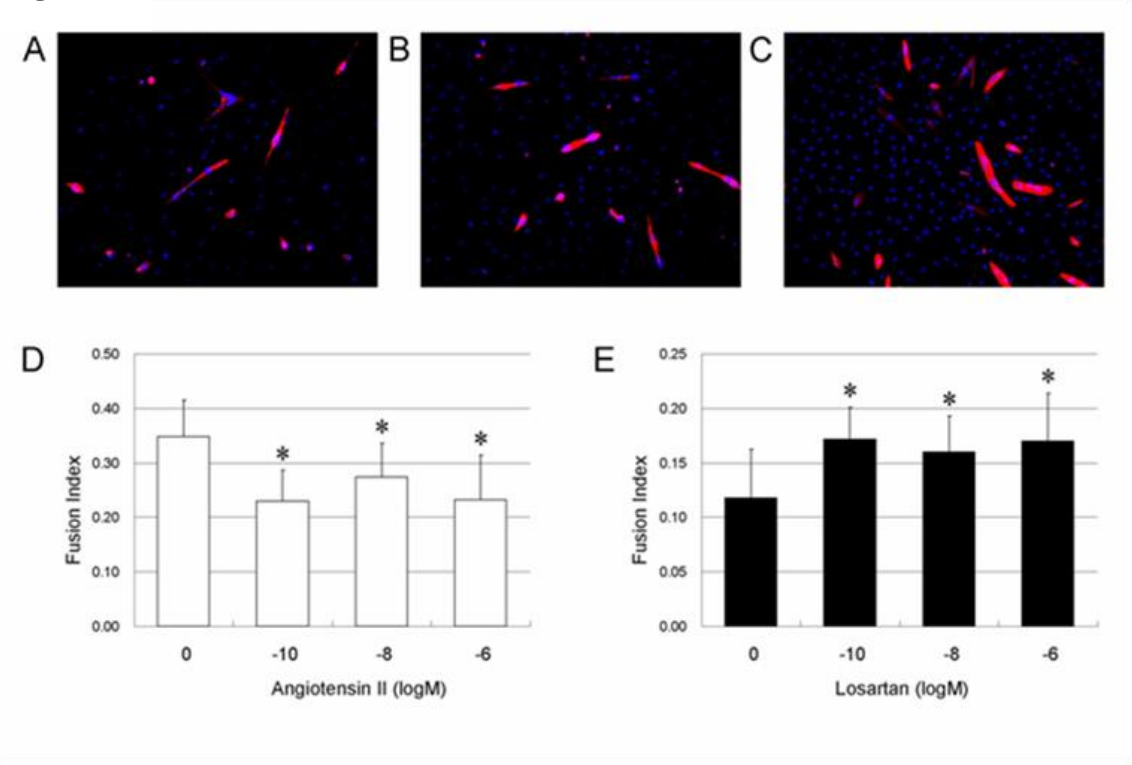 A B C
D
0.50
0.40
0.30
0.20
0.10
0.00
Fusion Index
* * *
0 -10 -8 -6
Angiotensin II (logM)
E
0.25
0.20
0.15
0.10
0.05
0.00
Fusion Index
* * *
0 -10 -8 -6
Losartan (logM)